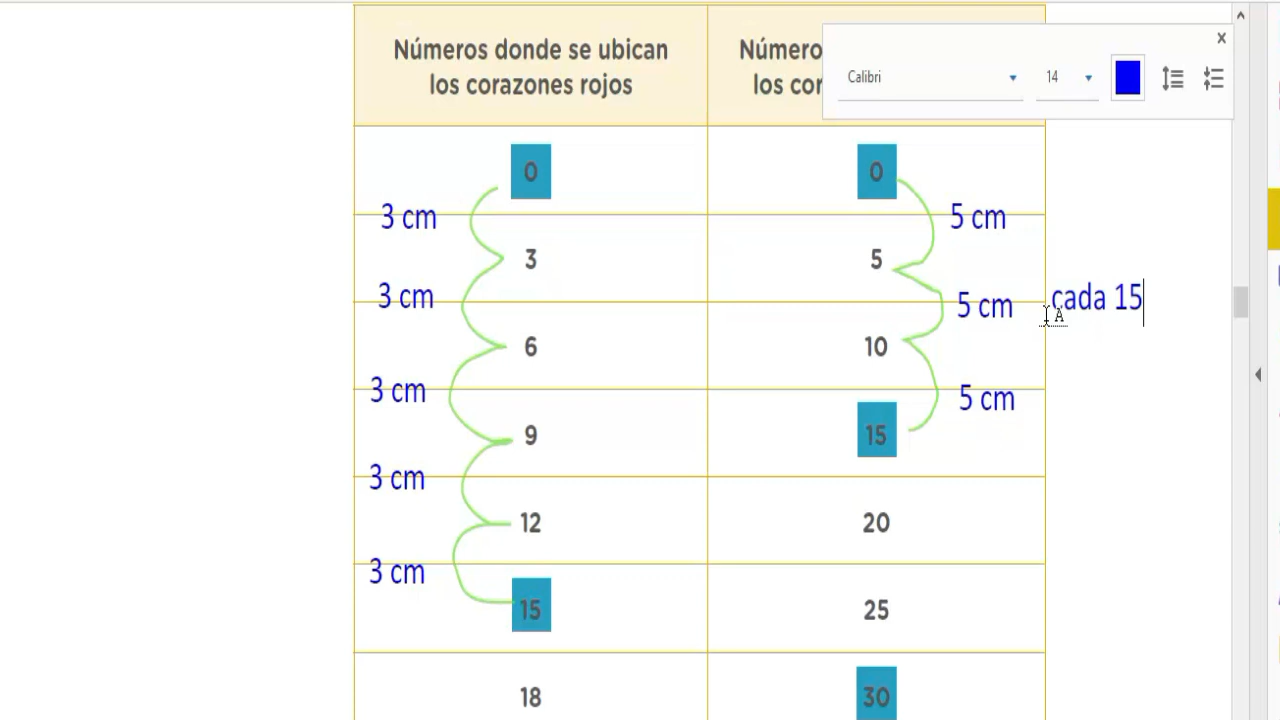 Números donde se ubican
los corazones rojos
Número
los cor
Calibri
14
0
0
3 cm
5 cm
3
5
3 cm
5 cm
cada 15
6
10
3 cm
5 cm
9
15
3 cm
12
20
3 cm
15
25
18
30